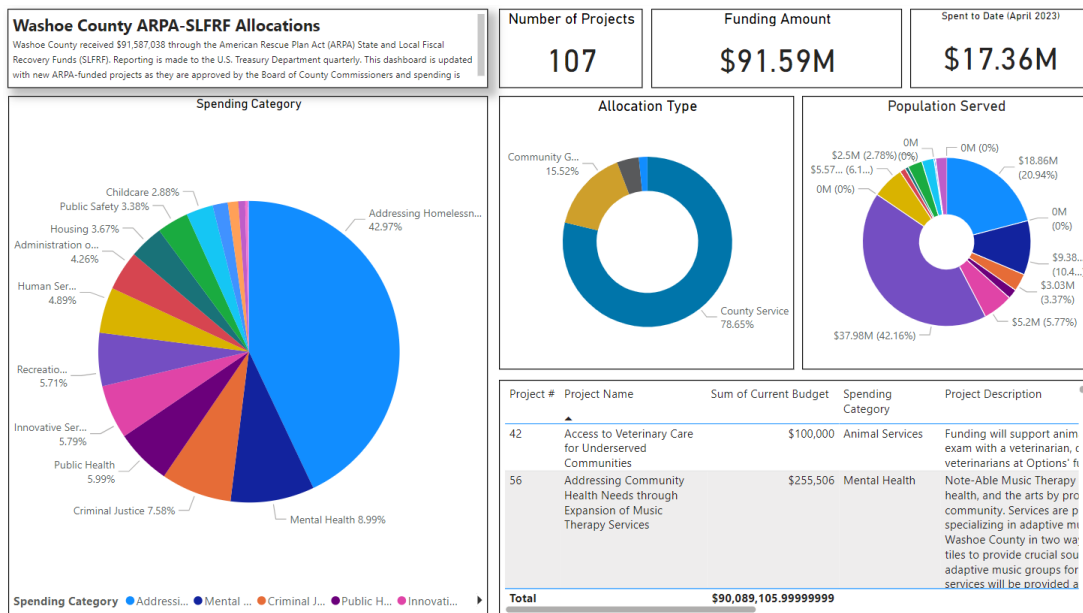 Washoe County ARPA-SLFRF Allocations
Washoe County received $91,587,038 through the American Rescue Plan Act (ARPA) State and Local Fiscal
Recovery Funds (SLFRF). Reporting is made to the U.S. Treasury Department quarterly. This dashboard is updated
with new ARPA-funded projects as they are approved by the Board of County Commissioners and spending is
Number of Projects
107
Funding Amount
$91.59M
Spent to Date (April 2023)
$17.36M
Spending Category
Childcare 2.88%
Public Safety 3.38%
Housing 3.67%
Administration o...
4.26%
Human Ser...
4.89%
Recreatio...
5.71%
Innovative Ser...
5.79%
Public Health
5.99%
Criminal Justice 7.58%
Mental Health 8.99%
Addressing Homelessn...
42.97%
Spending Category
Addressi...
Mental ...
Criminal J...
Public H...
Innovati...
Allocation Type
Community G...
15.52%
County Service
78.65%
Population Served
0M
(0%)
0M (0%)
$2.5M (2.78%)
$5.57... (6.1...)
0M (0%)
$37.98M (42.16%)
$18.86M
(20.94%)
0M
(0%)
$9.38...
(10.4...)
$3.03M
(3.37%)
$5.2M (5.77%)
Project # Project Name Sum of Current Budget Spending Category Project Description
42 Access to Veterinary Care $100,000 Animal Services Funding will support anim
for Underserved exam with a veterinarian,
Communities veterinarians at Options'
56 Addressing Community $255,506 Mental Health Note-Able Music Therapy
Health Needs through health, and the arts by pro
Expansion of Music community. Services are p
Therapy Services specializing in adaptive mu
Washoe County in two way
tiles to provide crucial sou
adaptive music groups for
services will be provided a
Total $90,089,105.99999999